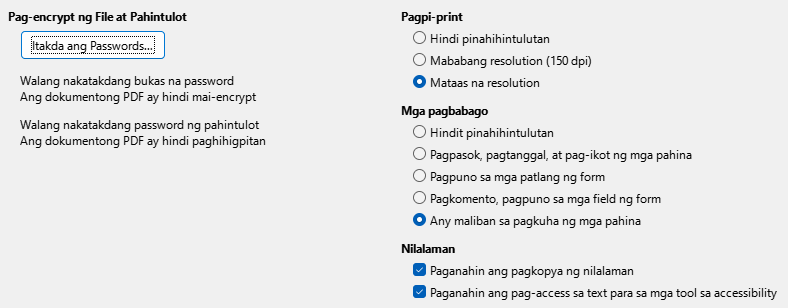 Pag-encrypt ng File at Pahintulot
Itakda ang Passwords...
Walang nakatakdang bukas na password
Ang dokumentong PDF ay hindi mai-encrypt
Walang nakatakdang password ng pahintulot
Ang dokumentong PDF ay hindi paghihigpitan
Pagpi-print
Hindi pinahihintulutan
Mababang resolution (150 dpi)
Mataas na resolution
Mga pagbabago
Hindit pinahihintulutan
Pagpasok, pagtanggal, at pag-ikot ng mga pahina
Pagpuno sa mga patlang ng form
Pagkomento, pagpuno sa mga field ng form
Any maliban sa pagkuha ng mga pahina
Nilalaman
Paganahin ang pagkopya ng nilalaman
Paganahin ang pag-access sa text para sa mga tool sa accessibility